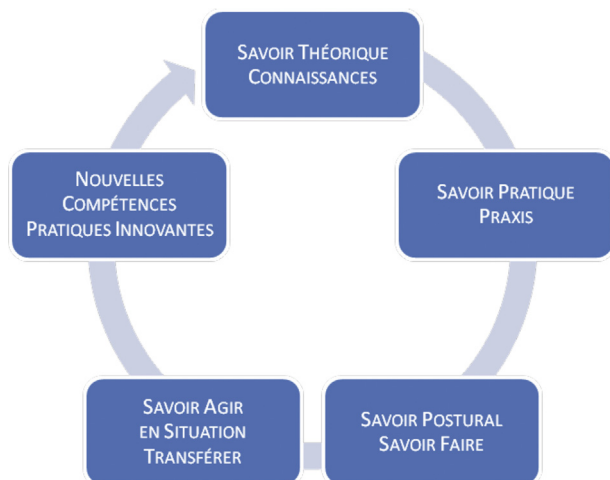 SAVOIR THÉORIQUE
CONNAISSANCES
SAVOIR PRATIQUE
PRAXIS
SAVOIR POSTURAL
SAVOIR FAIRE
SAVOIR AGIR
EN SITUATION
TRANSFÉRER
NOUVELLES
COMPÉTENCES
PRATIQUES INNOVANTES